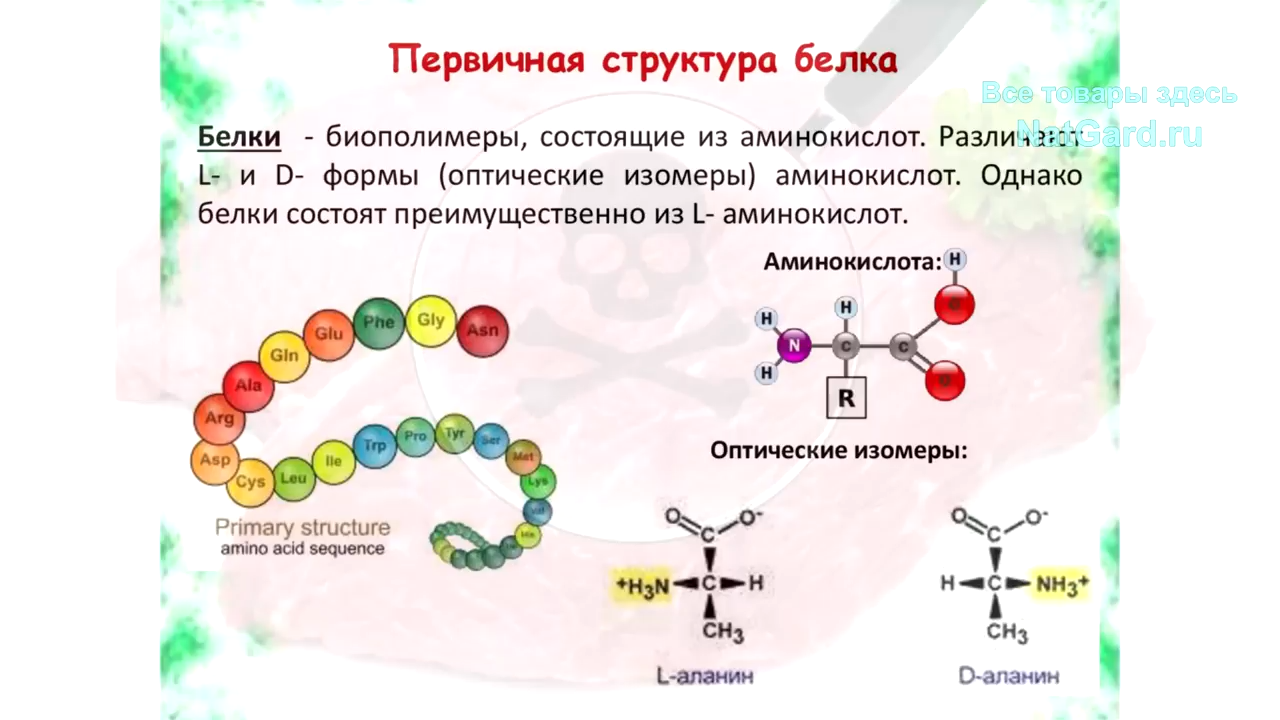 Первичная структура белка
Все товары здесь
NatGard.ru
Белки - биополимеры, состоящие из аминокислот. Различают
L- и D- формы (оптические изомеры) аминокислот. Однако
белки состоят преимущественно из L- аминокислот.
Аминокислота:
H
H
H
N
C
C
H
R
Asn
Gly
Phe
Glu
Gln
Ala
Arg
Asp
Cys
Leu
Ile
Trp
Pro
Tyr
Ser
Met
Lys
Val
His
Primary structure
amino acid sequence
Оптические изомеры:
O O⁻
C
⁺H₃N C H
CH₃
L-аланин
O O⁻
C
H C NH₃⁺
CH₃
D-аланин